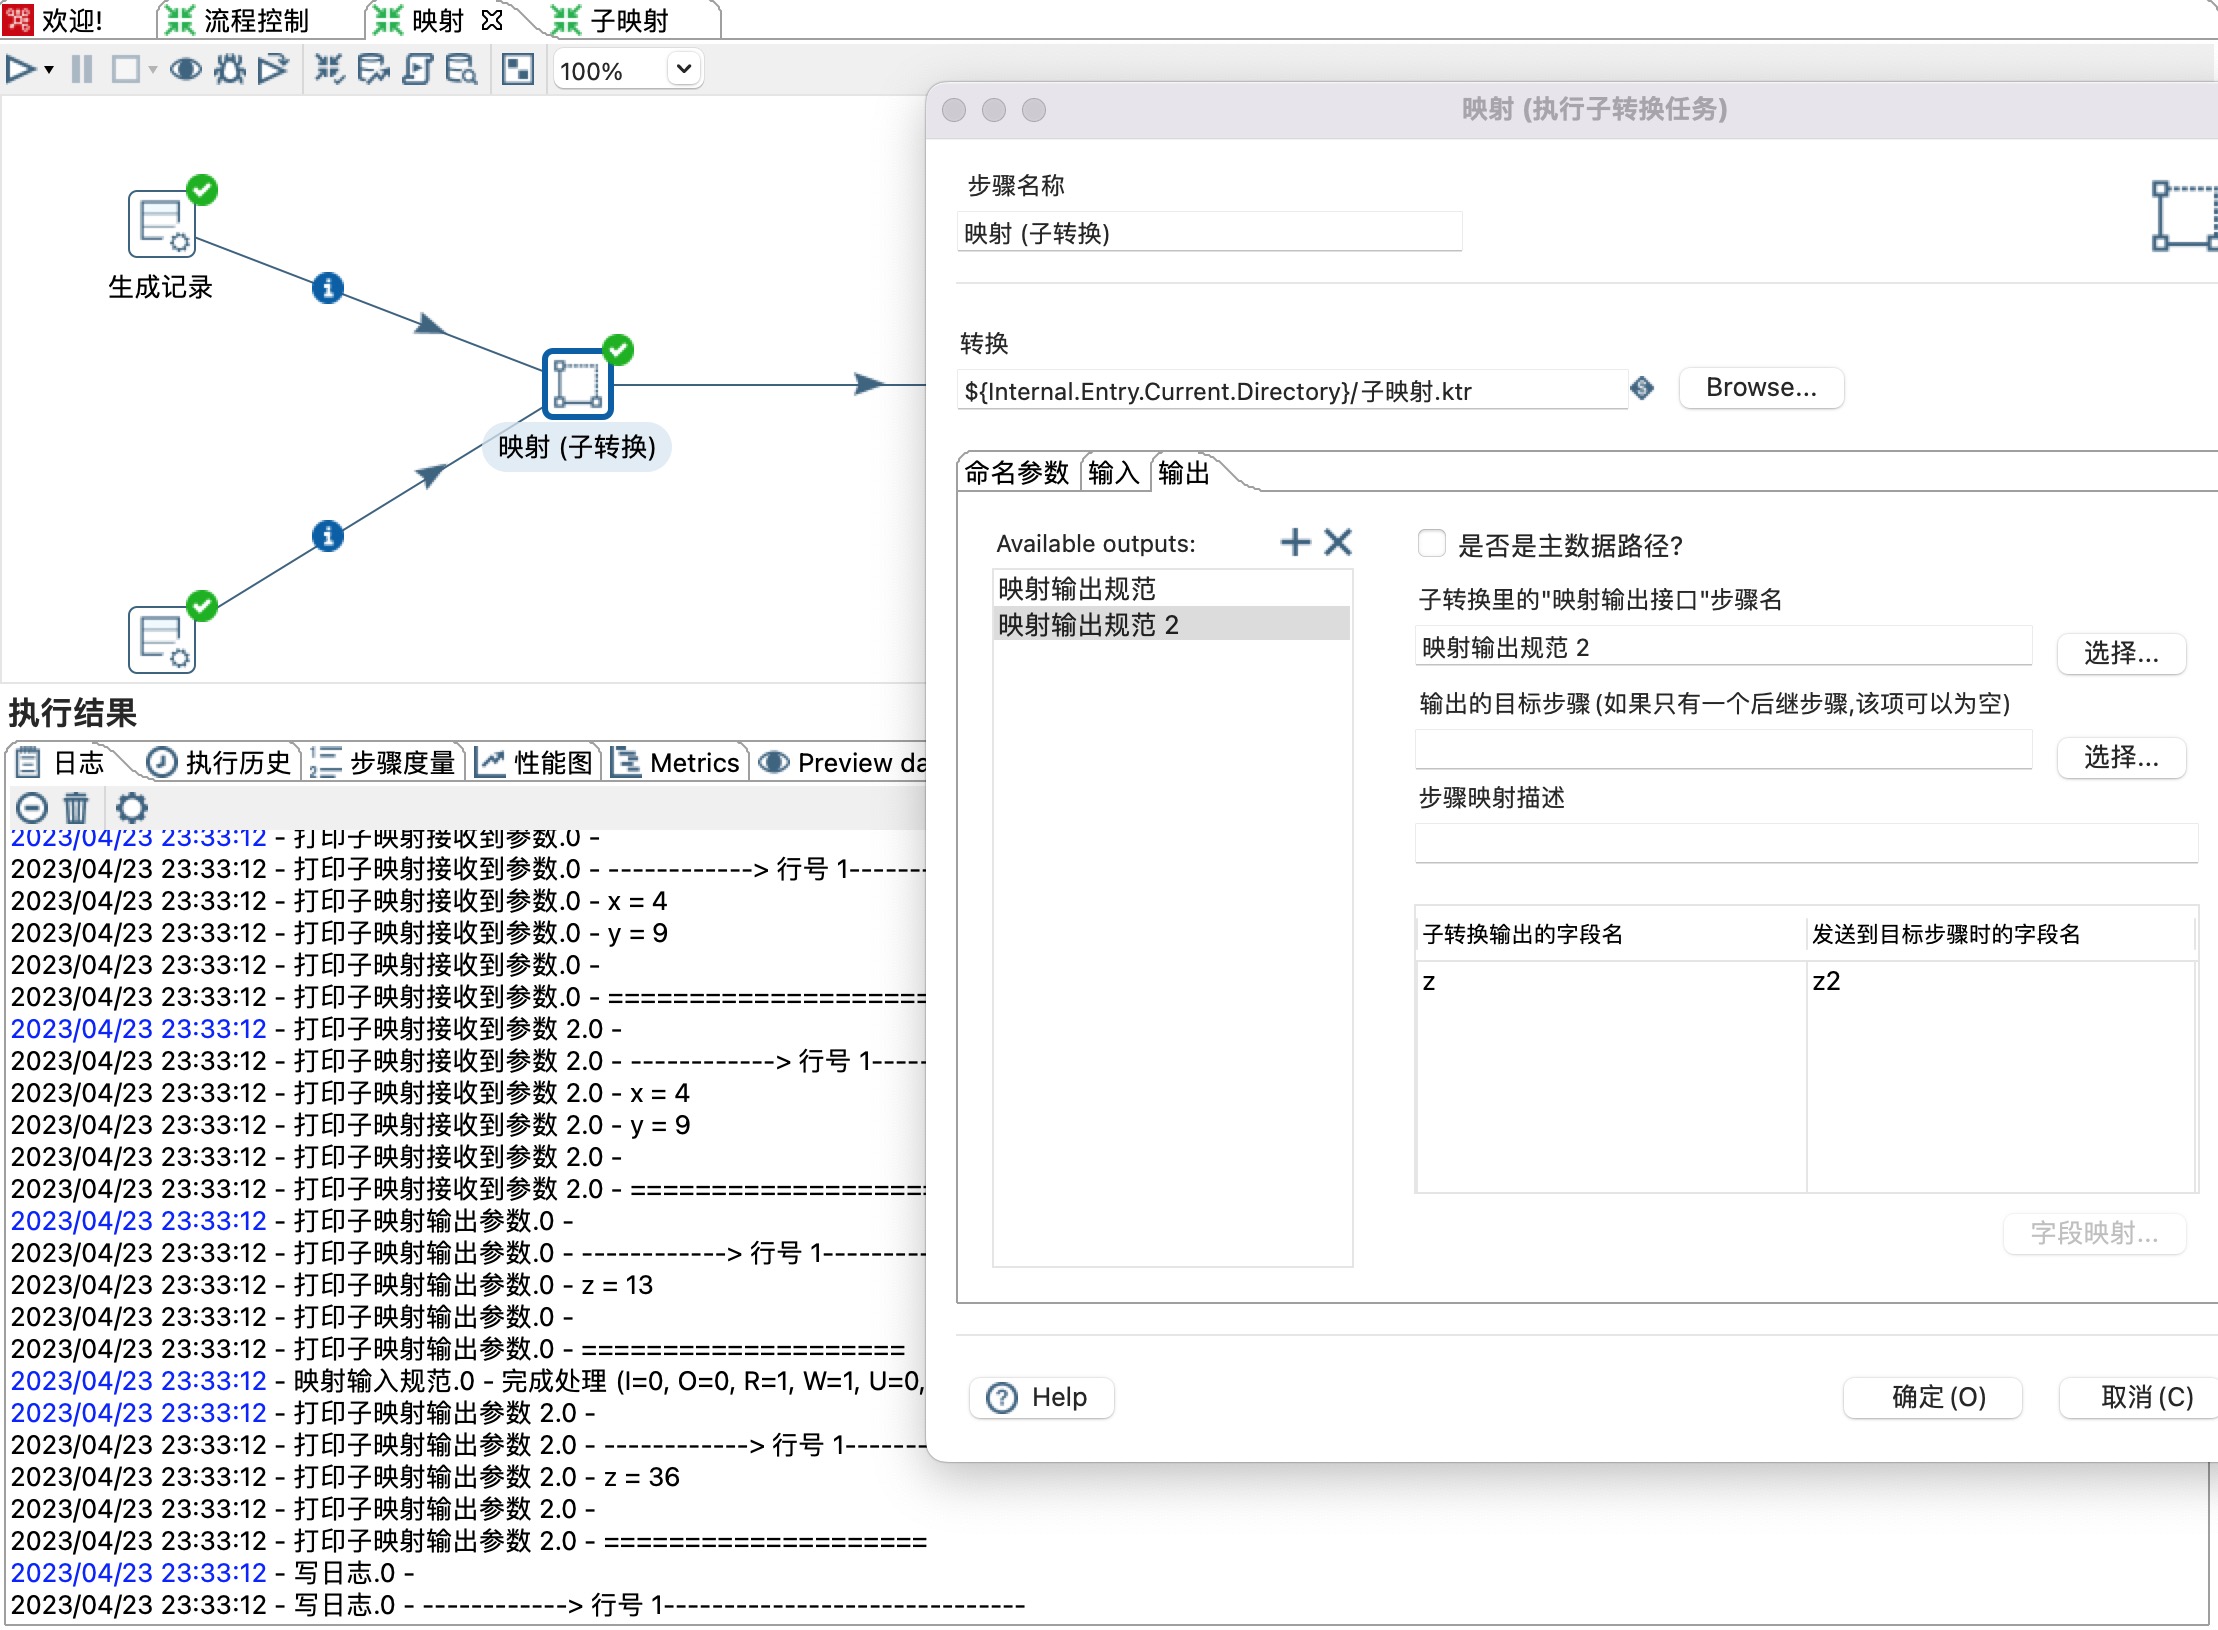 欢迎!
流程控制
映射
子映射
100%
生成记录
映射 (子转换)
映射 (执行子转换任务)
步骤名称
映射 (子转换)
转换
${Internal.Entry.Current.Directory}/子映射.ktr
Browse...
命名参数 输入 输出
Available outputs:
映射输出规范
映射输出规范 2
是否是主数据路径?
子转换里的"映射输出接口"步骤名
映射输出规范 2
选择...
输出的目标步骤(如果只有一个后继步骤,该项可以为空)
选择...
步骤映射描述
子转换输出的字段名 发送到目标步骤时的字段名
z z2
字段映射...
Help
确定(O)
取消(C)
执行结果
日志 执行历史 步骤度量 性能图 Metrics Preview da
2023/04/23 23:33:12 - 打印子映射接收到参数.0 -
2023/04/23 23:33:12 - 打印子映射接收到参数.0 - ------------> 行号 1------
2023/04/23 23:33:12 - 打印子映射接收到参数.0 - x = 4
2023/04/23 23:33:12 - 打印子映射接收到参数.0 - y = 9
2023/04/23 23:33:12 - 打印子映射接收到参数.0 -
2023/04/23 23:33:12 - 打印子映射接收到参数.0 - ====================
2023/04/23 23:33:12 - 打印子映射接收到参数 2.0 -
2023/04/23 23:33:12 - 打印子映射接收到参数 2.0 - ------------> 行号 1-----
2023/04/23 23:33:12 - 打印子映射接收到参数 2.0 - x = 4
2023/04/23 23:33:12 - 打印子映射接收到参数 2.0 - y = 9
2023/04/23 23:33:12 - 打印子映射接收到参数 2.0 -
2023/04/23 23:33:12 - 打印子映射接收到参数 2.0 - ===================
2023/04/23 23:33:12 - 打印子映射输出参数.0 -
2023/04/23 23:33:12 - 打印子映射输出参数.0 - ------------> 行号 1---------
2023/04/23 23:33:12 - 打印子映射输出参数.0 - z = 13
2023/04/23 23:33:12 - 打印子映射输出参数.0 -
2023/04/23 23:33:12 - 打印子映射输出参数.0 - ====================
2023/04/23 23:33:12 - 映射输入规范.0 - 完成处理 (I=0, O=0, R=1, W=1, U=0,
2023/04/23 23:33:12 - 打印子映射输出参数 2.0 -
2023/04/23 23:33:12 - 打印子映射输出参数 2.0 - ------------> 行号 1-------
2023/04/23 23:33:12 - 打印子映射输出参数 2.0 - z = 36
2023/04/23 23:33:12 - 打印子映射输出参数 2.0 -
2023/04/23 23:33:12 - 打印子映射输出参数 2.0 - ====================
2023/04/23 23:33:12 - 写日志.0 -
2023/04/23 23:33:12 - 写日志.0 - ------------> 行号 1------------------------------